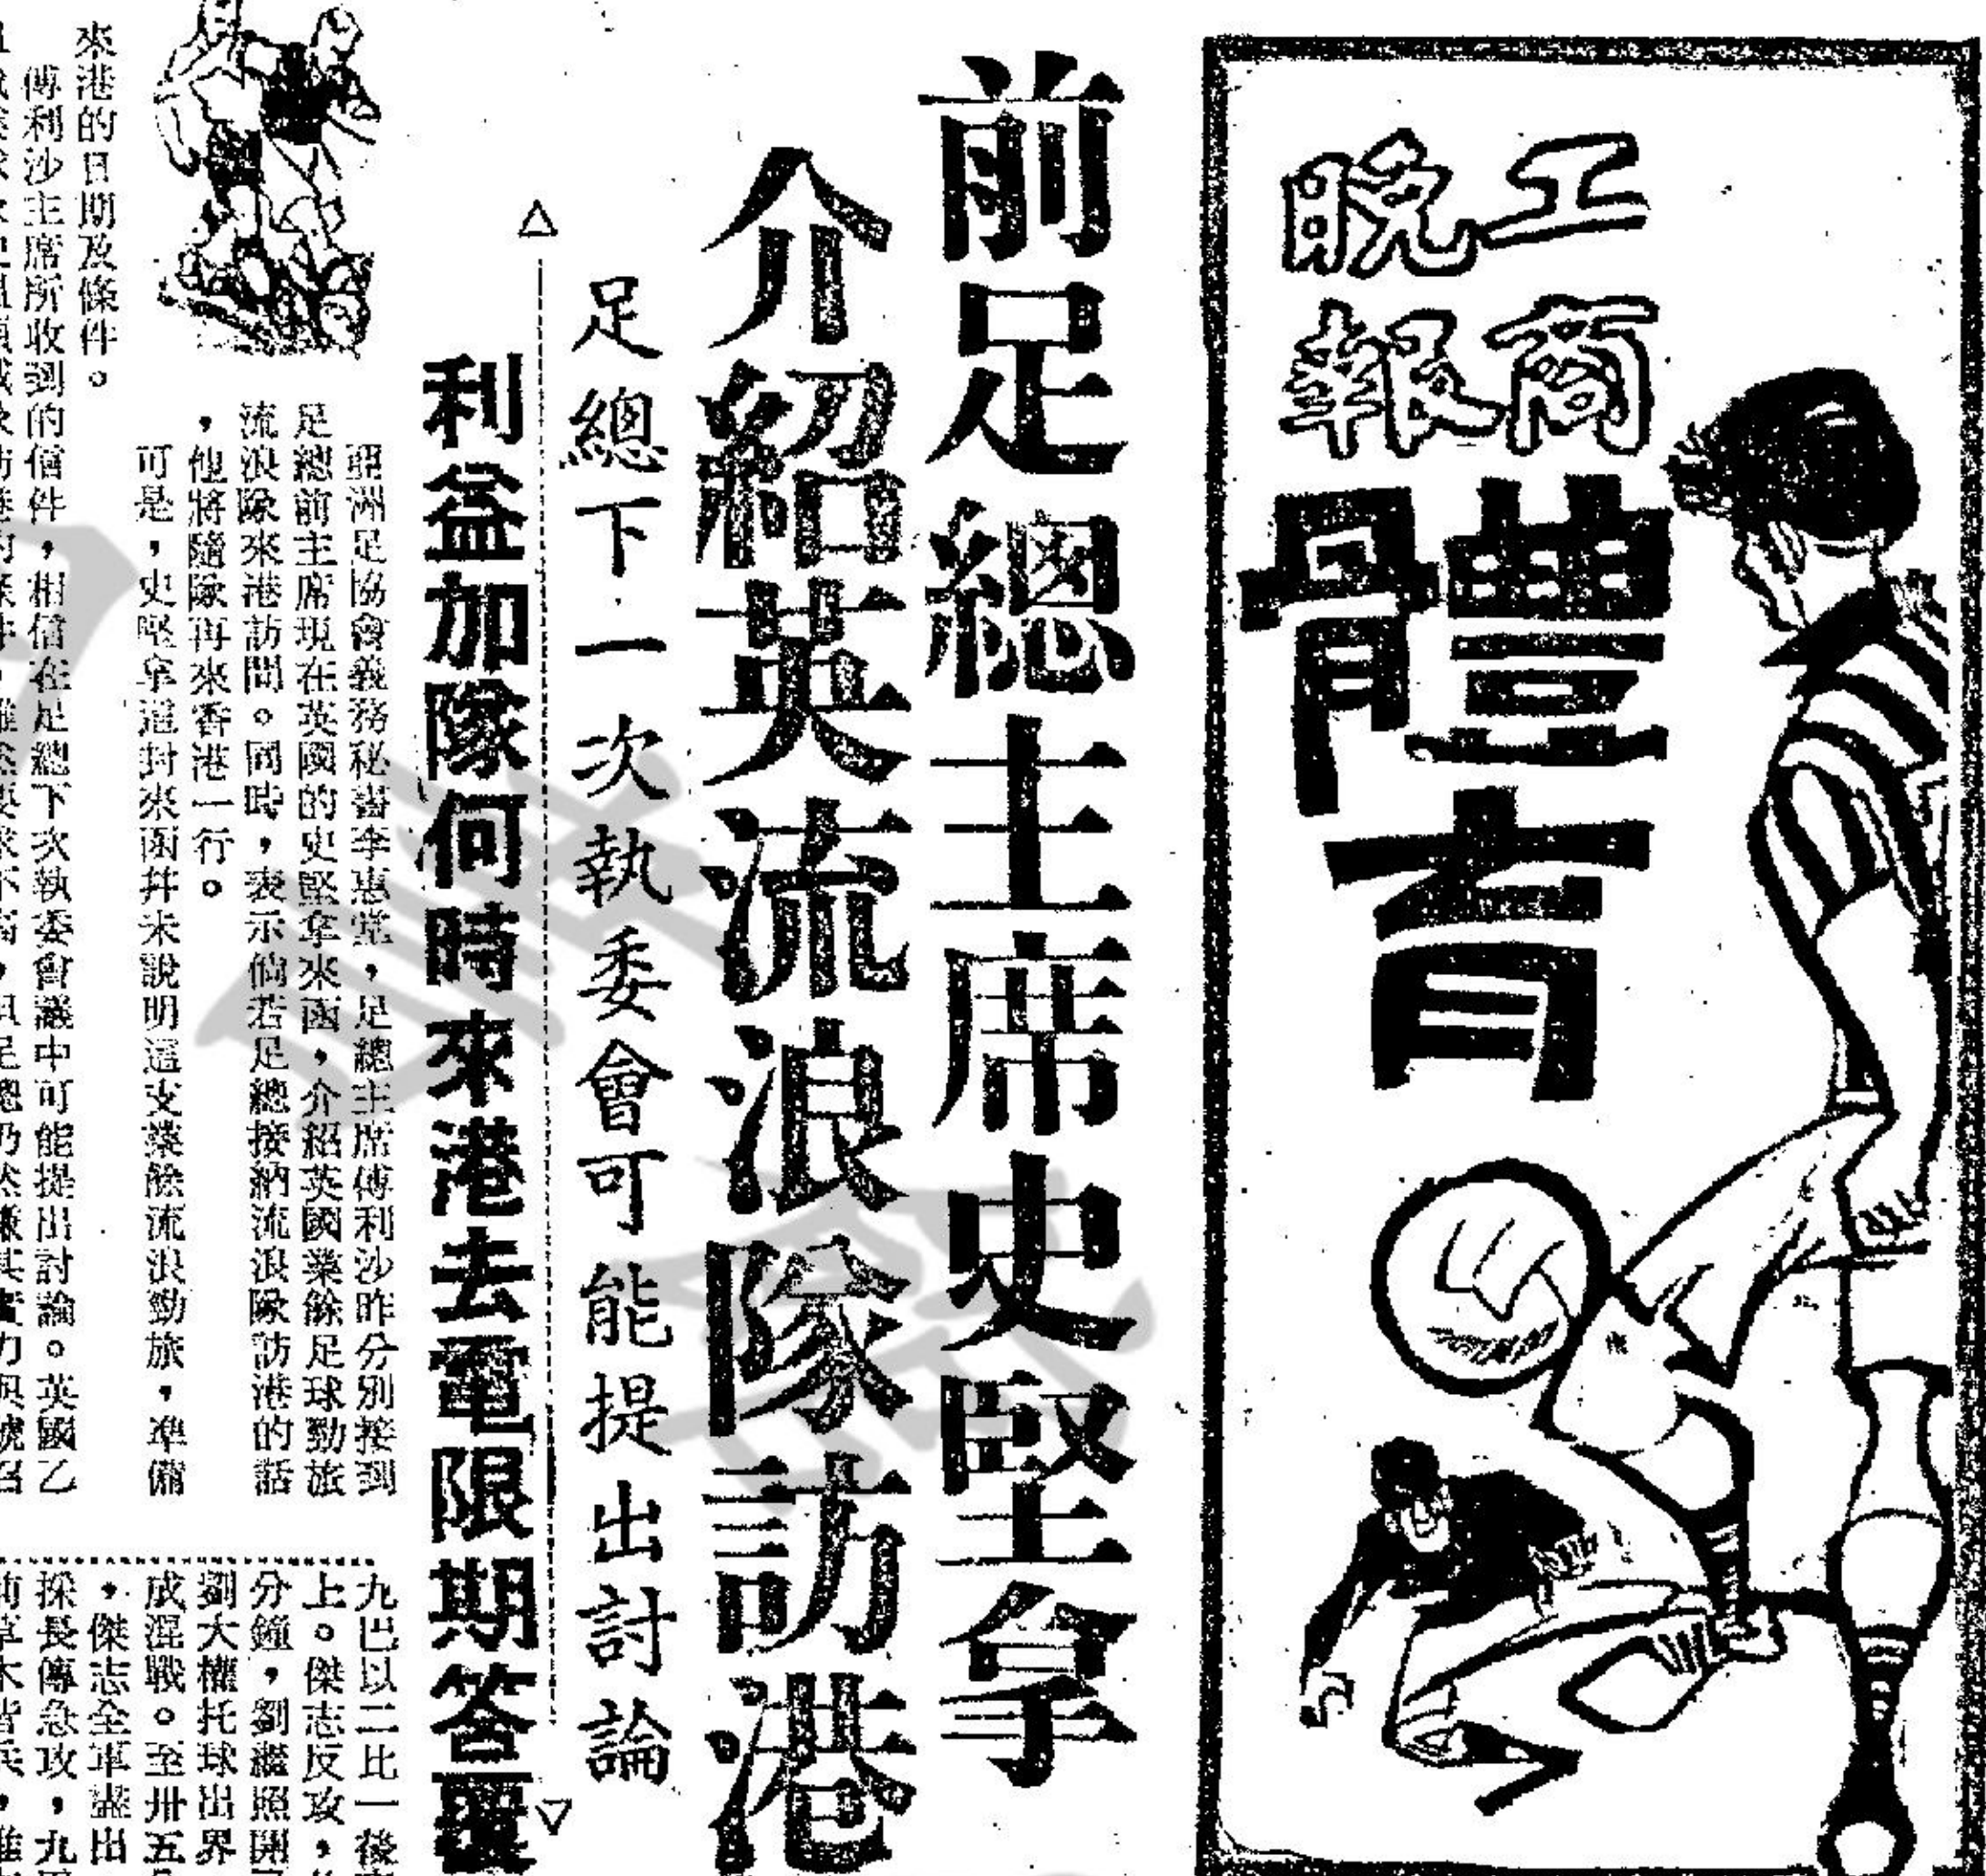 工商
晚報
體育
前足總主席史堅拿
介紹英流浪隊訪港
足總下一次執委會可能提出討論
利益加隊何時來港去電限期答覆
亞洲足協會義務秘書李惠堂，足總主席傅利沙昨分別接到
足總前主席現在英國的史堅拿來函，介紹英國業餘足球勁旅
流浪隊來港訪問。同時，表示倘若足總接納流浪隊訪港的話
，他將隨隊再來香港一行。
可是，史堅拿這封來函幷未說明這支業餘流浪勁旅，準備
來港的日期及條件。
傅利沙主席所收到的信件，相信在足總下次執委會議中可能提出討論。英國乙
九巴以二比一後
上。傑志反攻，
分鐘，劉繼照開
劉大權托球出界
成混戰。至卅五
，傑志全軍盡出
採長傳急攻，九